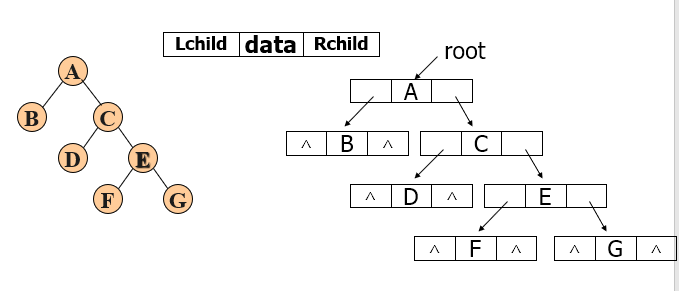 Lchild data Rchild
root
A
A
B
C
^ B ^
C
D
E
^ D ^
E
F
G
^ F ^
^ G ^